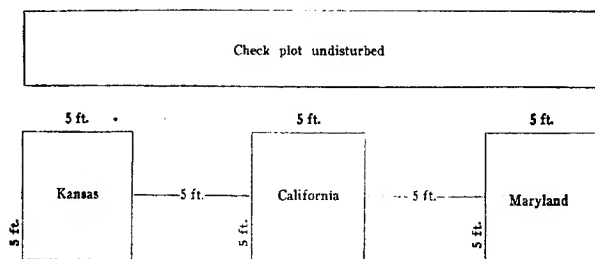 Check plot undisturbed
5 ft. 5 ft. 5 ft.
Kansas 5 ft. California 5 ft. Maryland
5 ft. 5 ft. 5 ft.